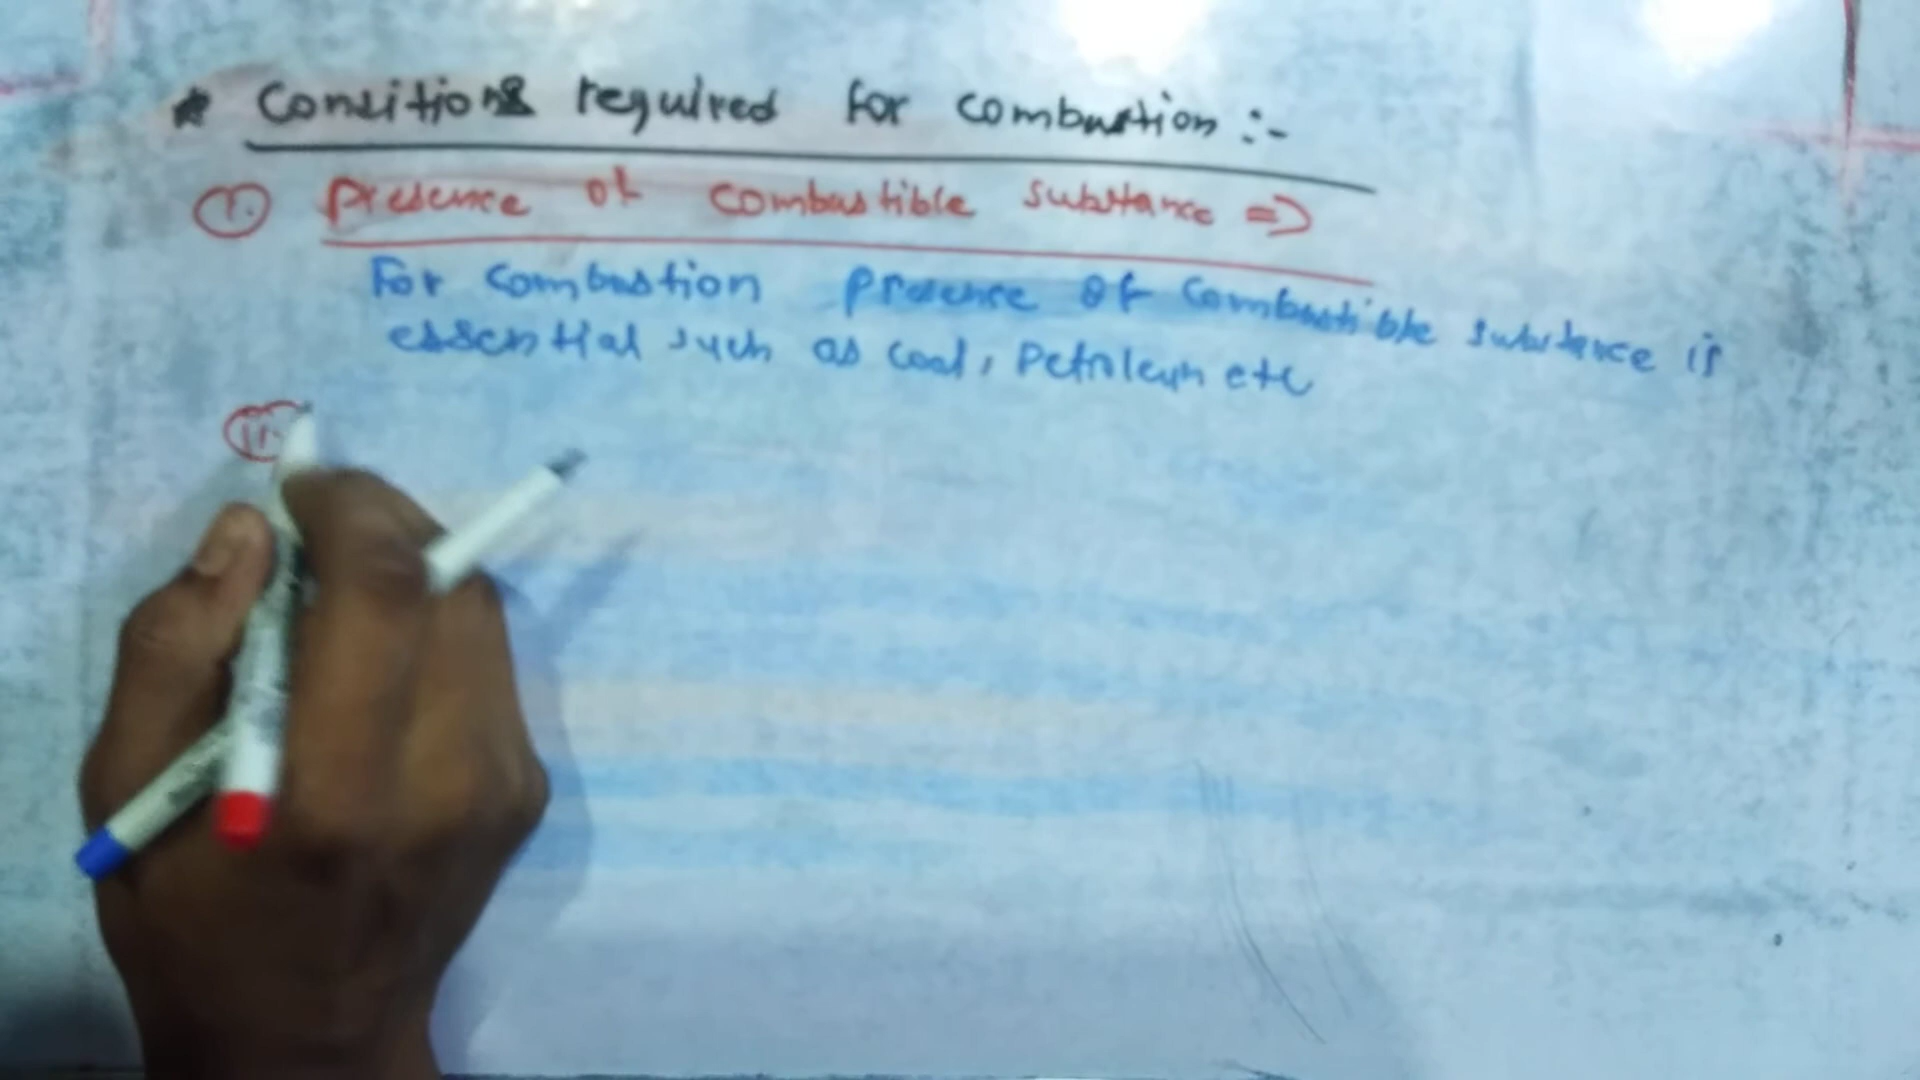 * Conditions required for combustion :-
(i.) Presence of combustible substance =>
For combustion presence of combustible substance is
essential such as coal, Petroleum etc
(ii.)